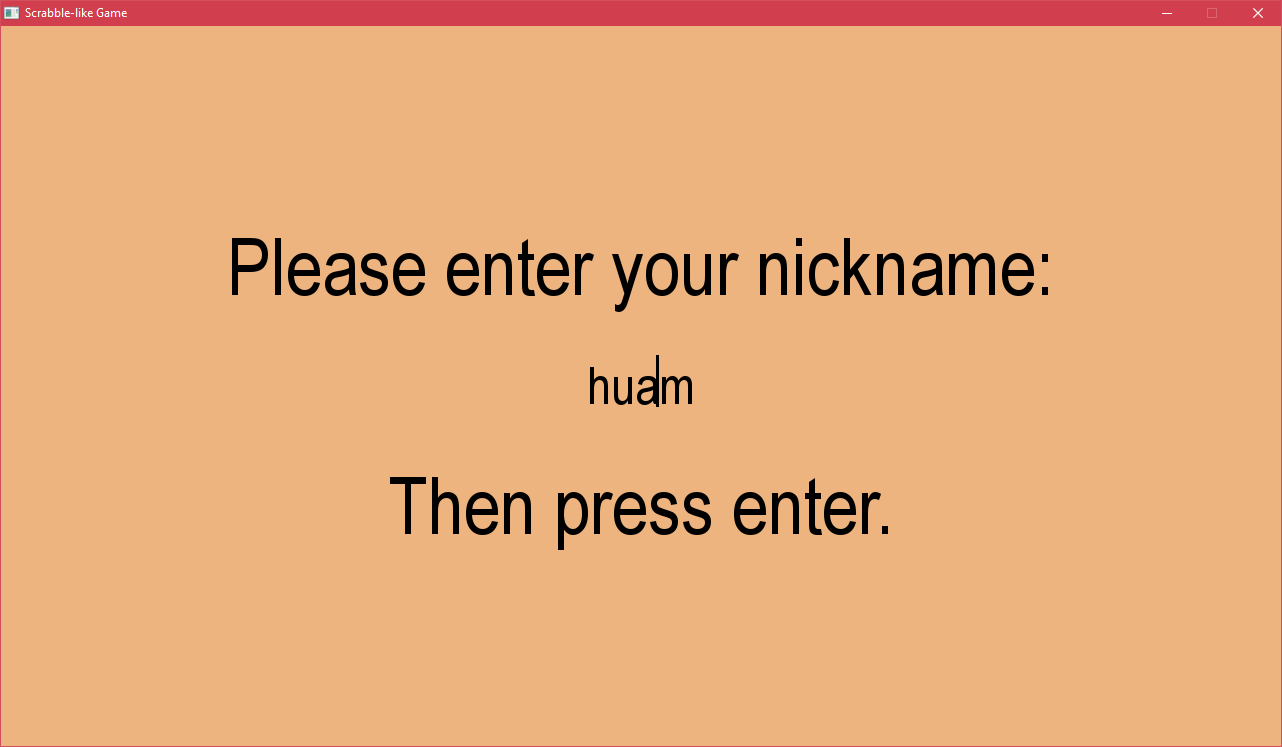 Scrabble-like Game
Please enter your nickname:
huam
Then press enter.